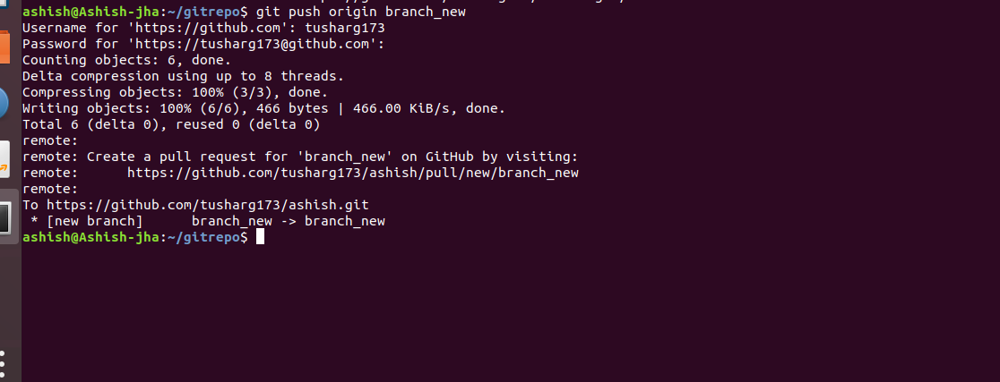 ashish@Ashish-jha:~/gitrepo$ git push origin branch_new
Username for 'https://github.com': tusharg173
Password for 'https://tusharg173@github.com':
Counting objects: 6, done.
Delta compression using up to 8 threads.
Compressing objects: 100% (3/3), done.
Writing objects: 100% (6/6), 466 bytes | 466.00 KiB/s, done.
Total 6 (delta 0), reused 0 (delta 0)
remote:
remote: Create a pull request for 'branch_new' on GitHub by visiting:
remote:      https://github.com/tusharg173/ashish/pull/new/branch_new
remote:
To https://github.com/tusharg173/ashish.git
 * [new branch]      branch_new -> branch_new
ashish@Ashish-jha:~/gitrepo$